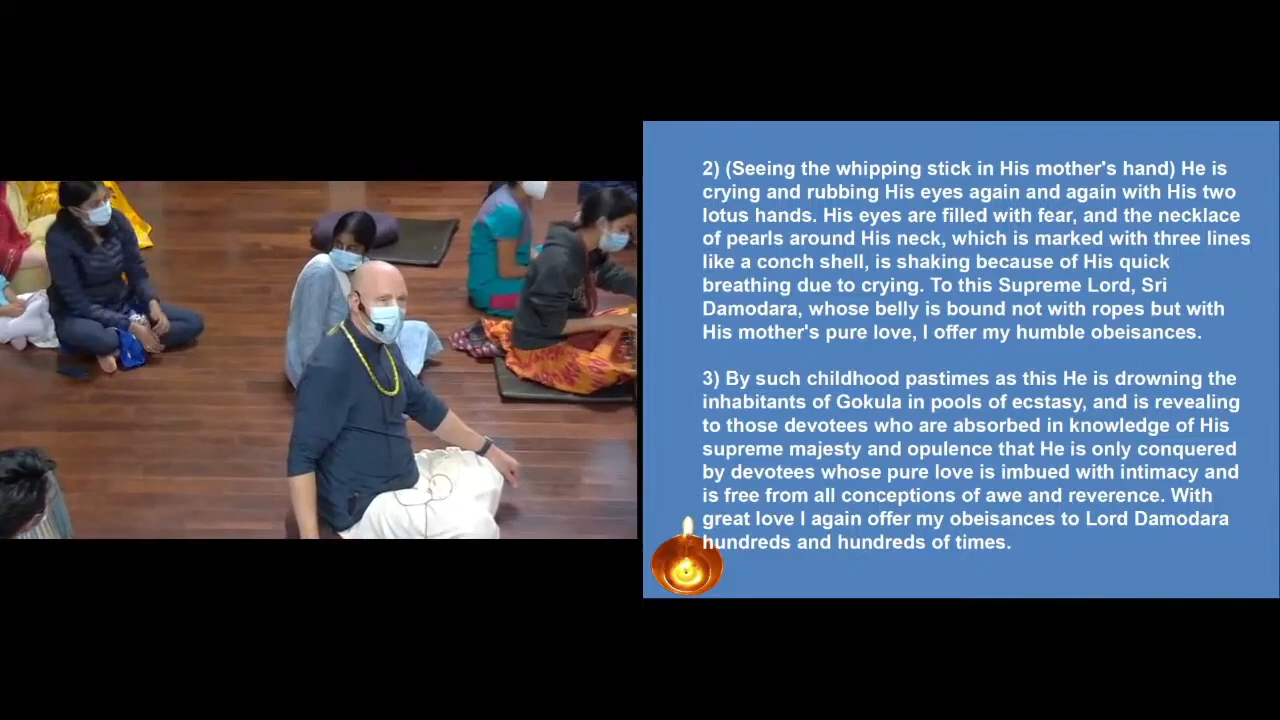 2) (Seeing the whipping stick in His mother's hand) He is
crying and rubbing His eyes again and again with His two
lotus hands. His eyes are filled with fear, and the necklace
of pearls around His neck, which is marked with three lines
like a conch shell, is shaking because of His quick
breathing due to crying. To this Supreme Lord, Sri
Damodara, whose belly is bound not with ropes but with
His mother's pure love, I offer my humble obeisances.
3) By such childhood pastimes as this He is drowning the
inhabitants of Gokula in pools of ecstasy, and is revealing
to those devotees who are absorbed in knowledge of His
supreme majesty and opulence that He is only conquered
by devotees whose pure love is imbued with intimacy and
is free from all conceptions of awe and reverence. With
great love I again offer my obeisances to Lord Damodara
hundreds and hundreds of times.